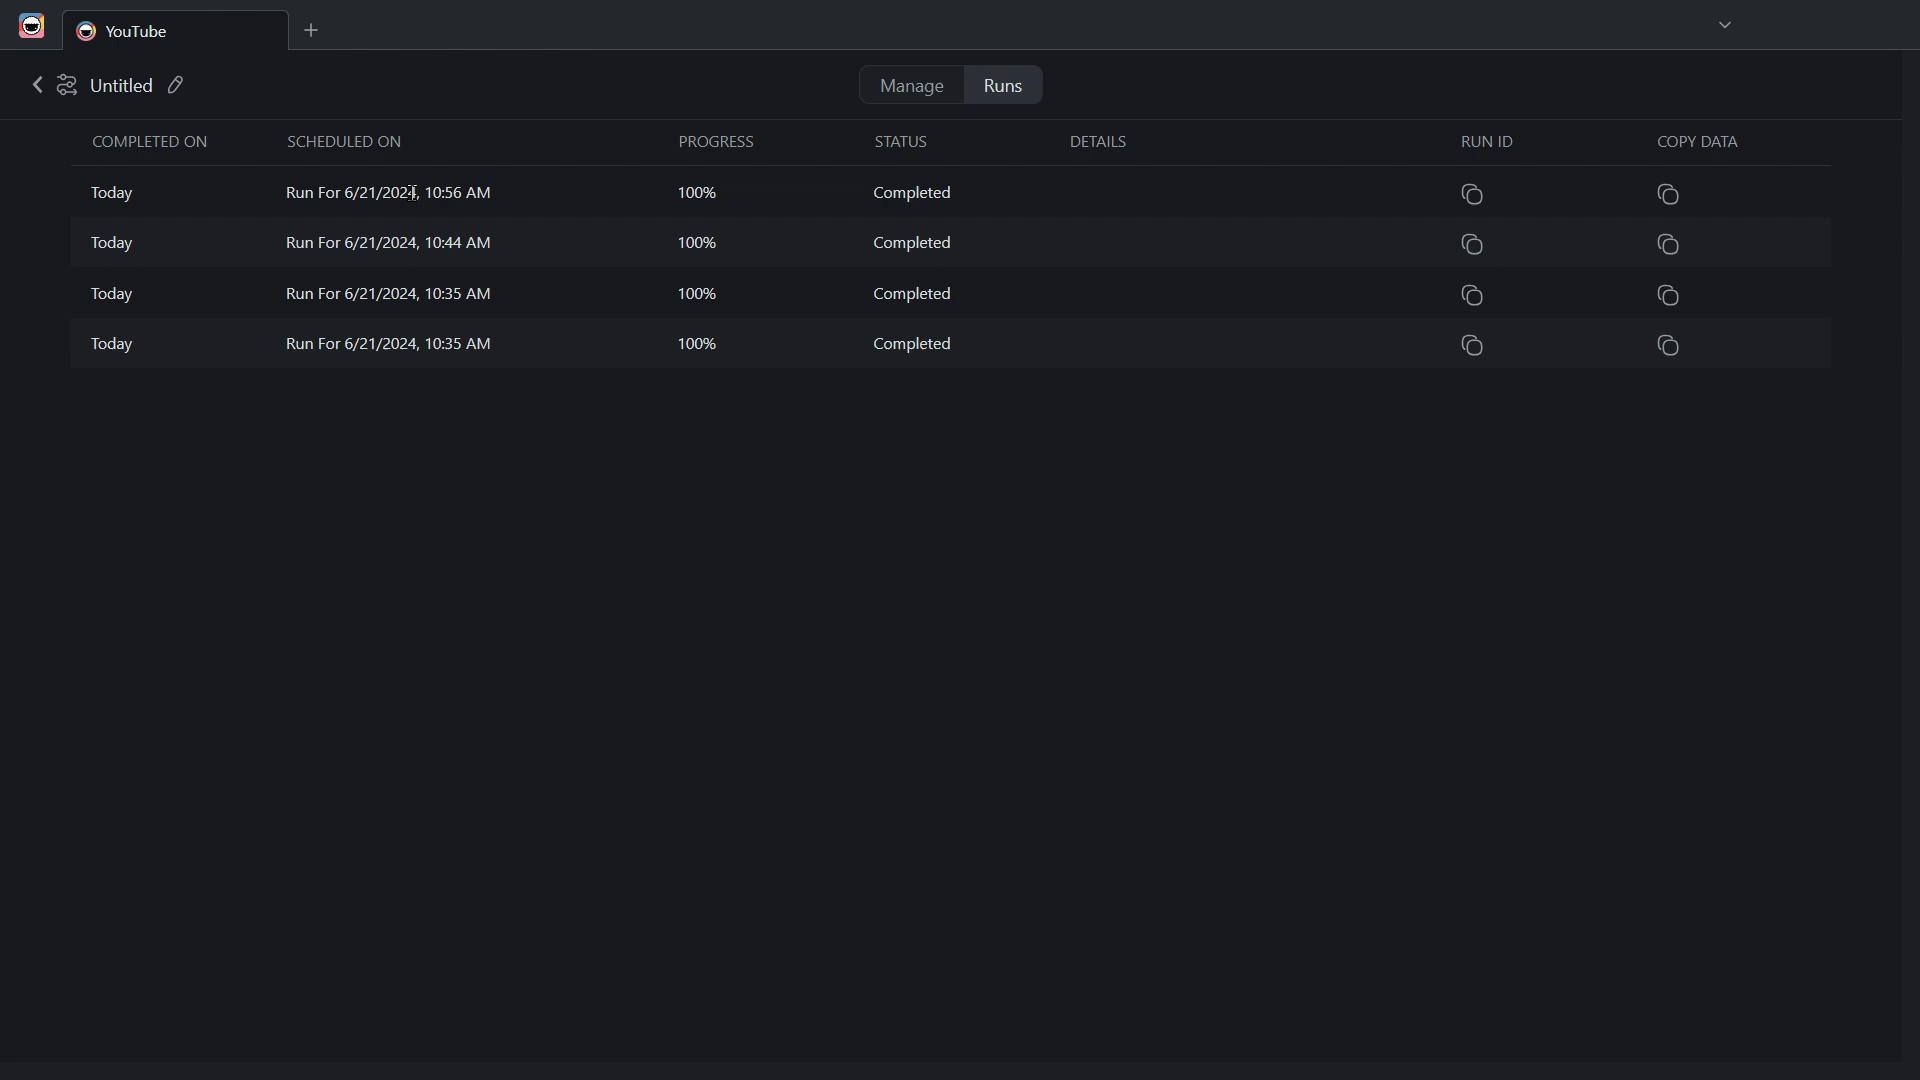 YouTube
Untitled
Manage Runs
COMPLETED ON SCHEDULED ON PROGRESS STATUS DETAILS RUN ID COPY DATA
Today Run For 6/21/2024, 10:56 AM 100% Completed
Today Run For 6/21/2024, 10:44 AM 100% Completed
Today Run For 6/21/2024, 10:35 AM 100% Completed
Today Run For 6/21/2024, 10:35 AM 100% Completed